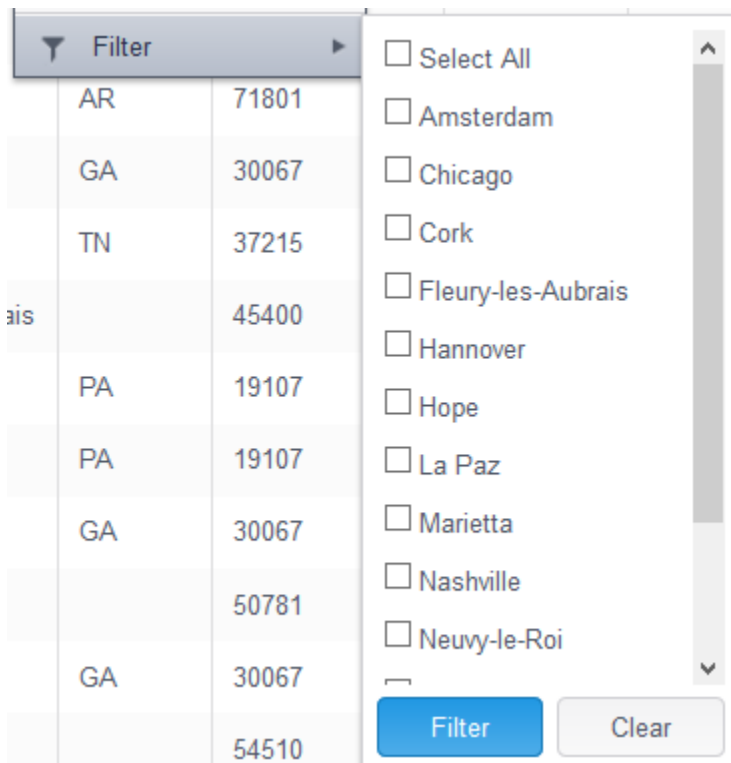 Filter
AR 71801
GA 30067
TN 37215
ais 45400
PA 19107
PA 19107
GA 30067
50781
GA 30067
54510
Select All
Amsterdam
Chicago
Cork
Fleury-les-Aubrais
Hannover
Hope
La Paz
Marietta
Nashville
Neuvy-le-Roi
Filter Clear